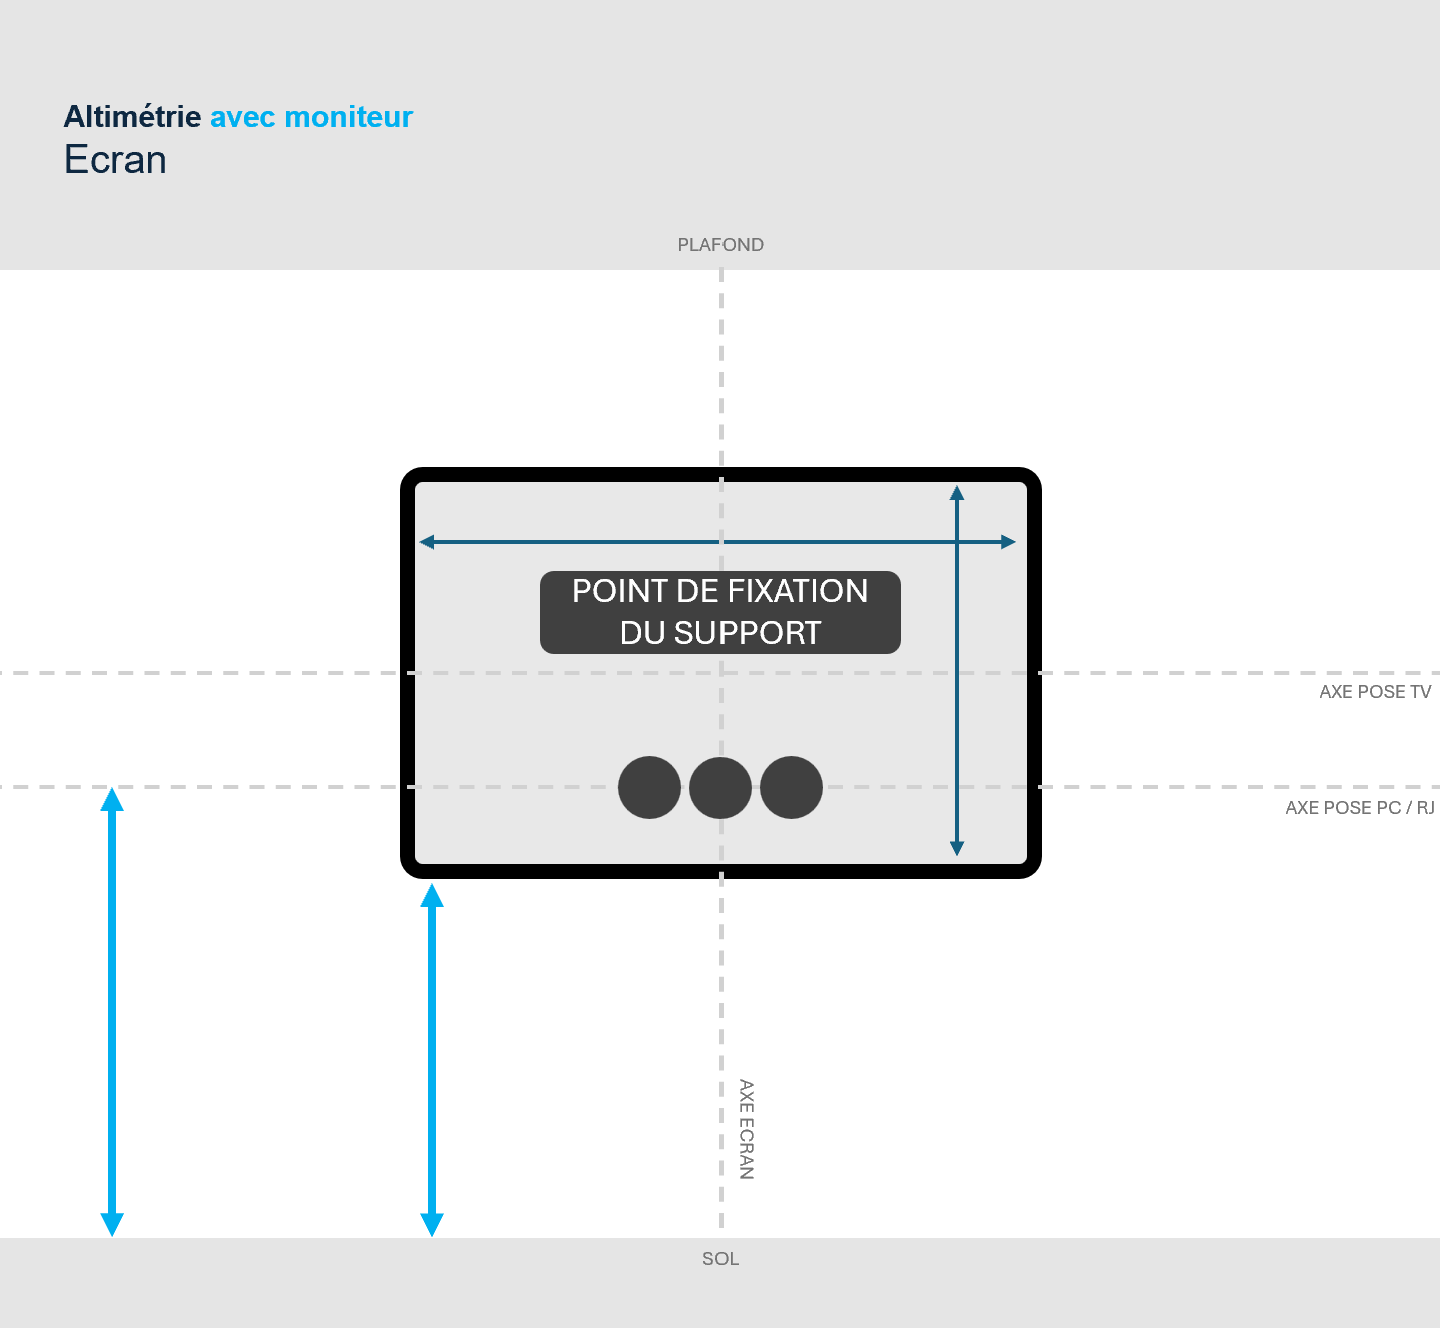 Altimétrie avec moniteur
Ecran
PLAFOND
POINT DE FIXATION
DU SUPPORT
AXE POSE TV
AXE POSE PC / RJ
AXE ECRAN
SOL